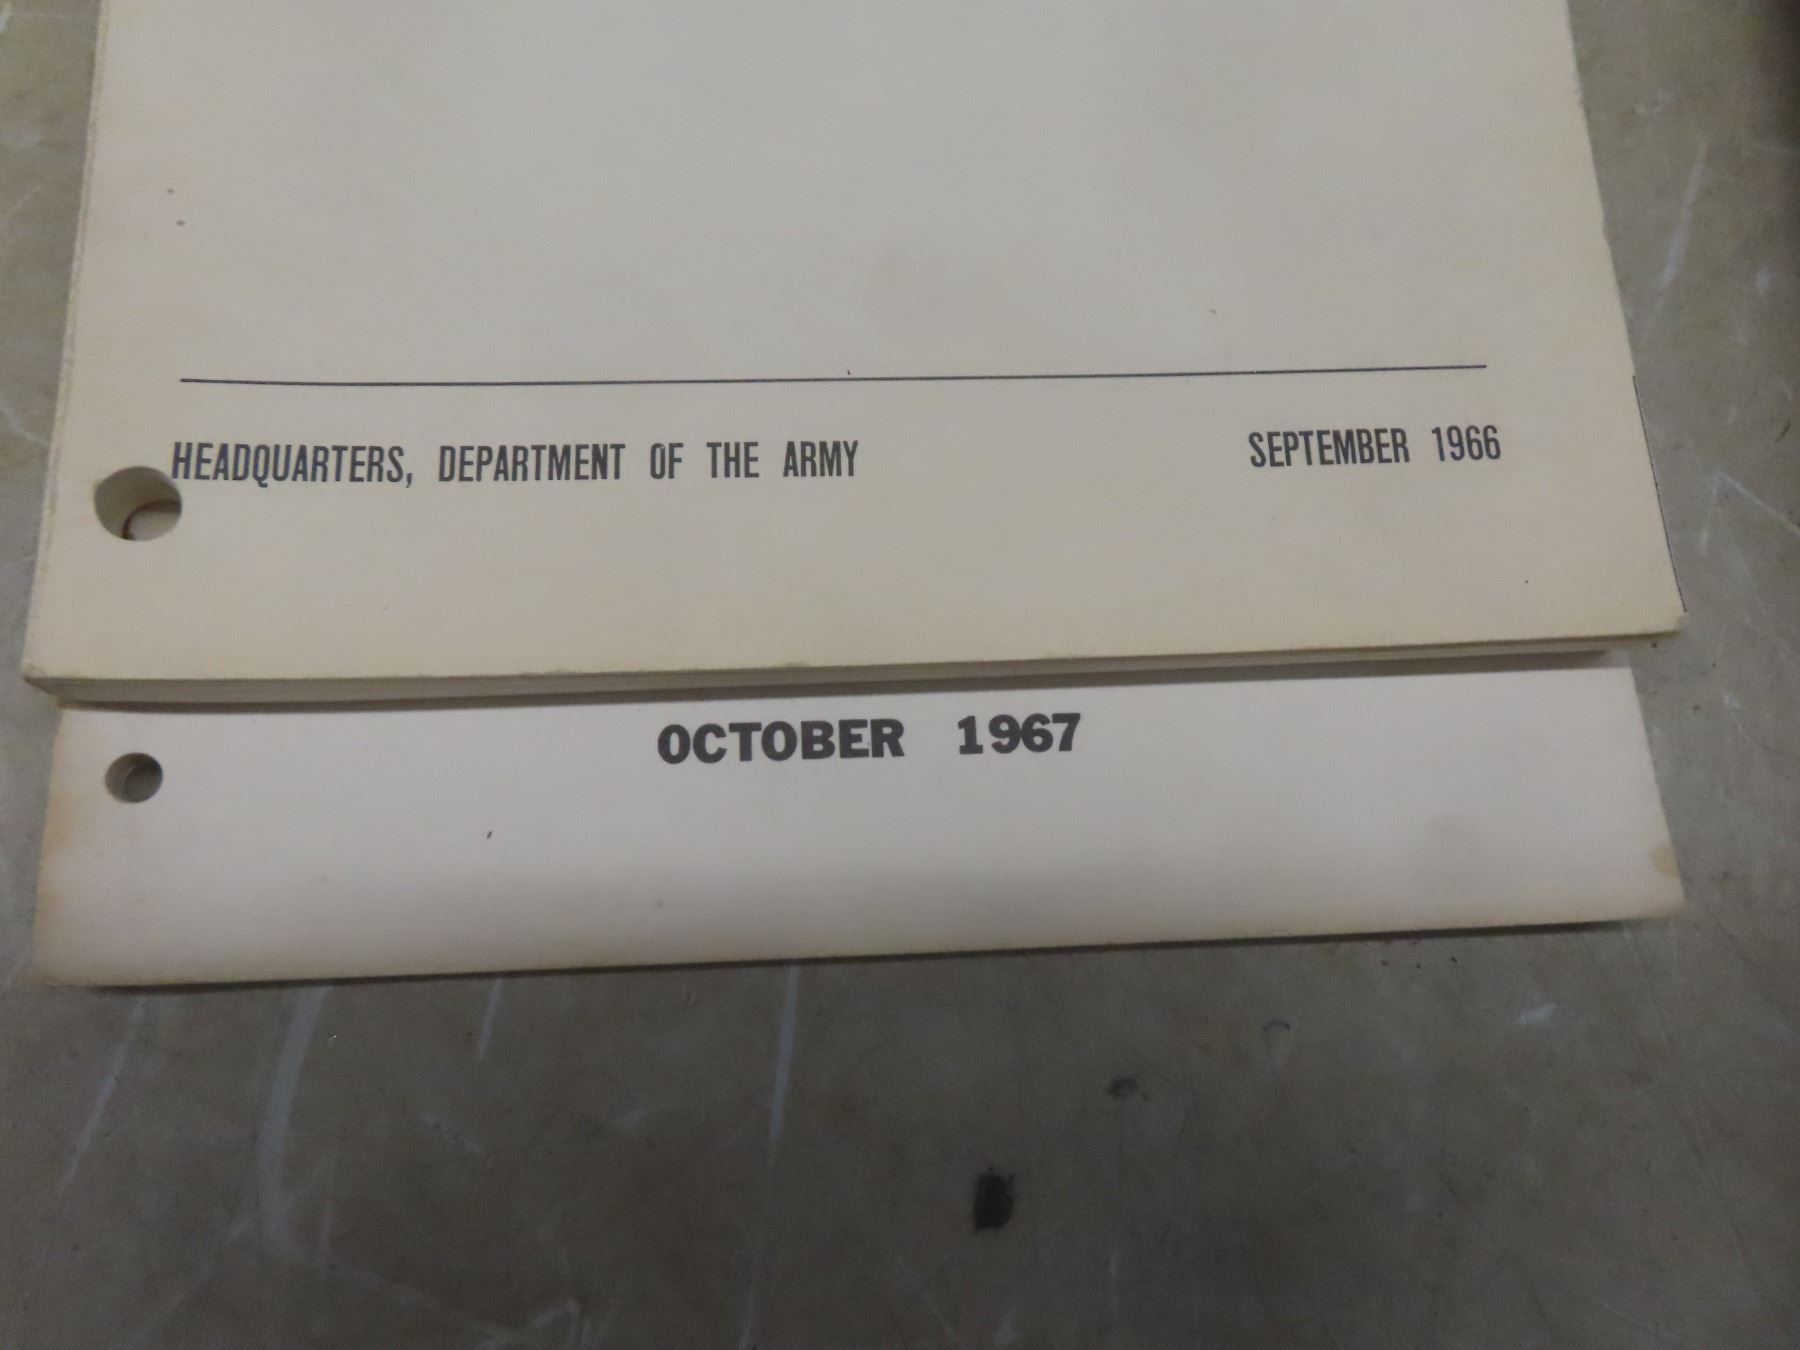 HEADQUARTERS, DEPARTMENT OF THE ARMY SEPTEMBER 1966
OCTOBER 1967